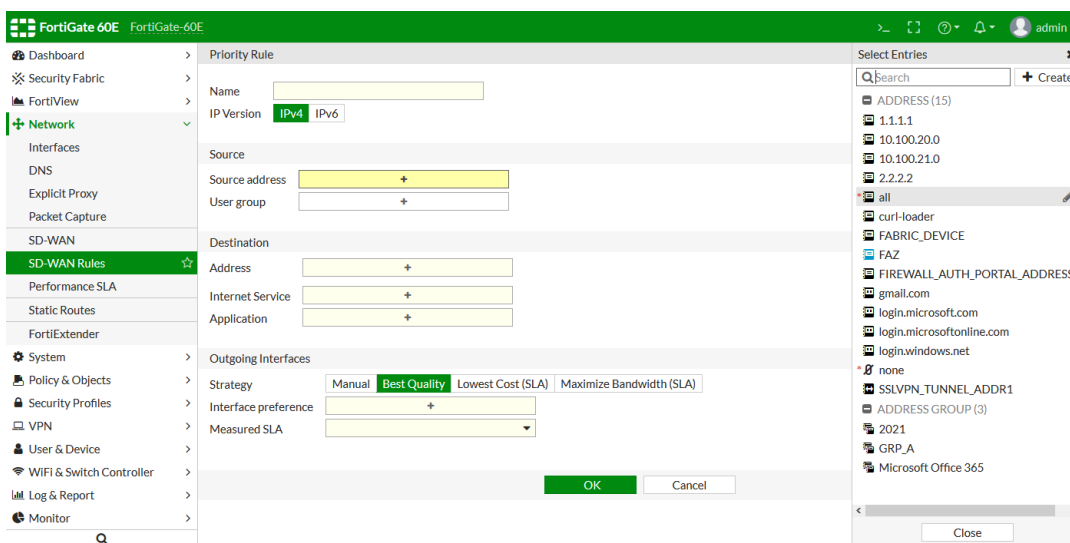 FortiGate 60E FortiGate-60E
>_ admin
Dashboard
Security Fabric
FortiView
Network
Interfaces
DNS
Explicit Proxy
Packet Capture
SD-WAN
SD-WAN Rules
Performance SLA
Static Routes
FortiExtender
System
Policy & Objects
Security Profiles
VPN
User & Device
WiFi & Switch Controller
Log & Report
Monitor
Priority Rule
Name
IP Version IPv4 IPv6
Source
Source address +
User group +
Destination
Address +
Internet Service +
Application +
Outgoing Interfaces
Strategy Manual Best Quality Lowest Cost (SLA) Maximize Bandwidth (SLA)
Interface preference +
Measured SLA
OK Cancel
Select Entries
Search + Create
ADDRESS (15)
1.1.1.1
10.100.20.0
10.100.21.0
2.2.2.2
* all
curl-loader
FABRIC_DEVICE
FAZ
FIREWALL_AUTH_PORTAL_ADDRESS
gmail.com
login.microsoft.com
login.microsoftonline.com
login.windows.net
* none
SSLVPN_TUNNEL_ADDR1
ADDRESS GROUP (3)
2021
GRP_A
Microsoft Office 365
Close